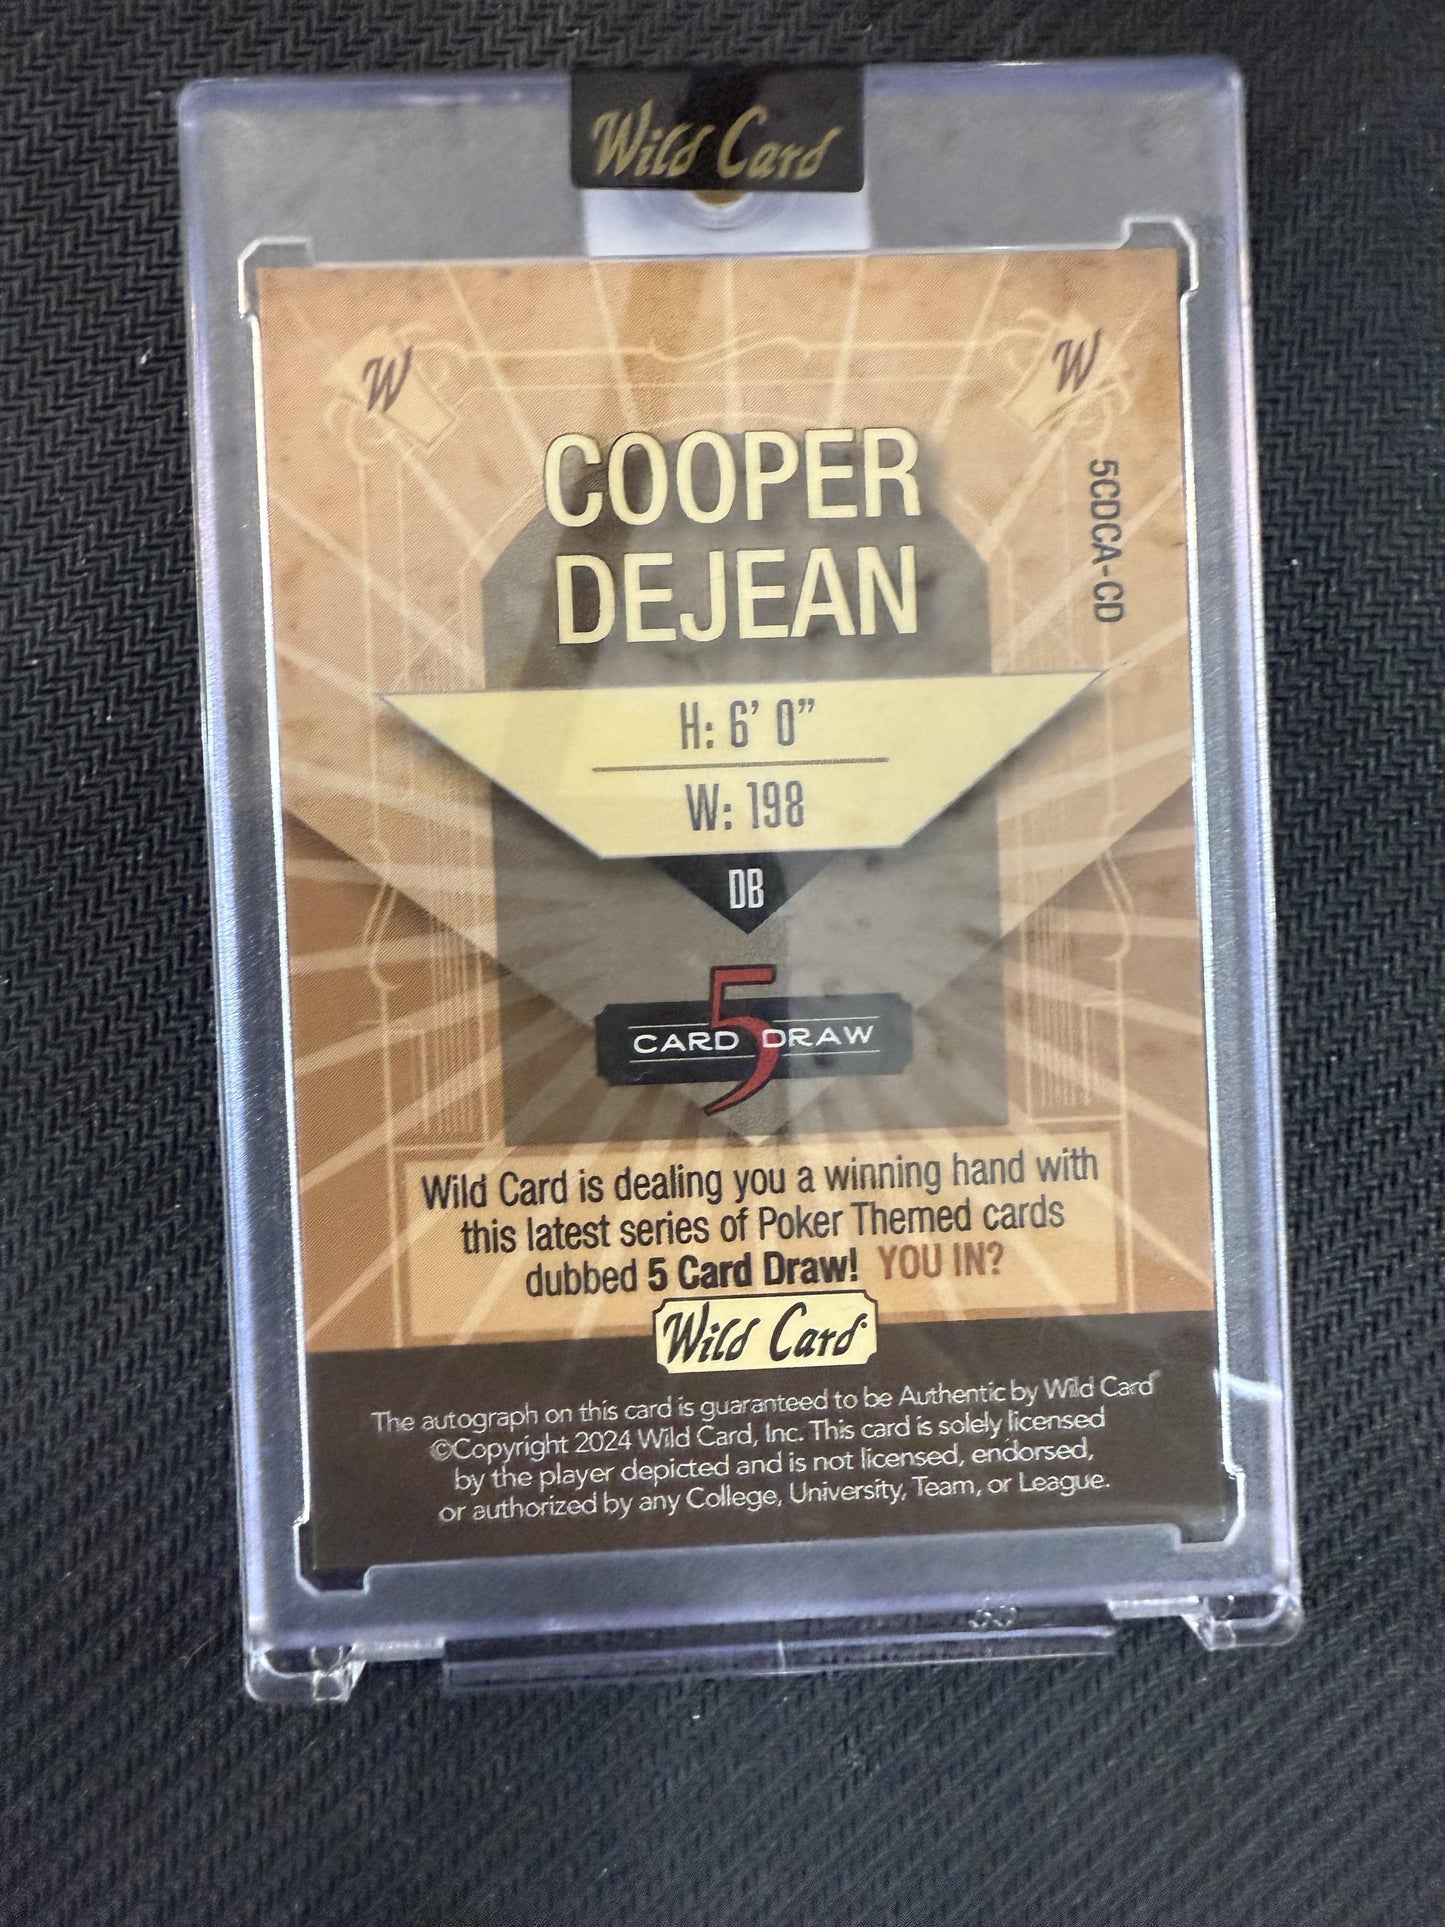 Wild Card
W
W
COOPER
DEJEAN
5CDCA-CD
H: 6' 0"
W: 198
DB
5
CARD DRAW
Wild Card is dealing you a winning hand with
this latest series of Poker Themed cards
dubbed 5 Card Draw! YOU IN?
Wild Card
The autograph on this card is guaranteed to be Authentic by Wild Card®
©Copyright 2024 Wild Card, Inc. This card is solely licensed
by the player depicted and is not licensed, endorsed,
or authorized by any College, University, Team, or League.